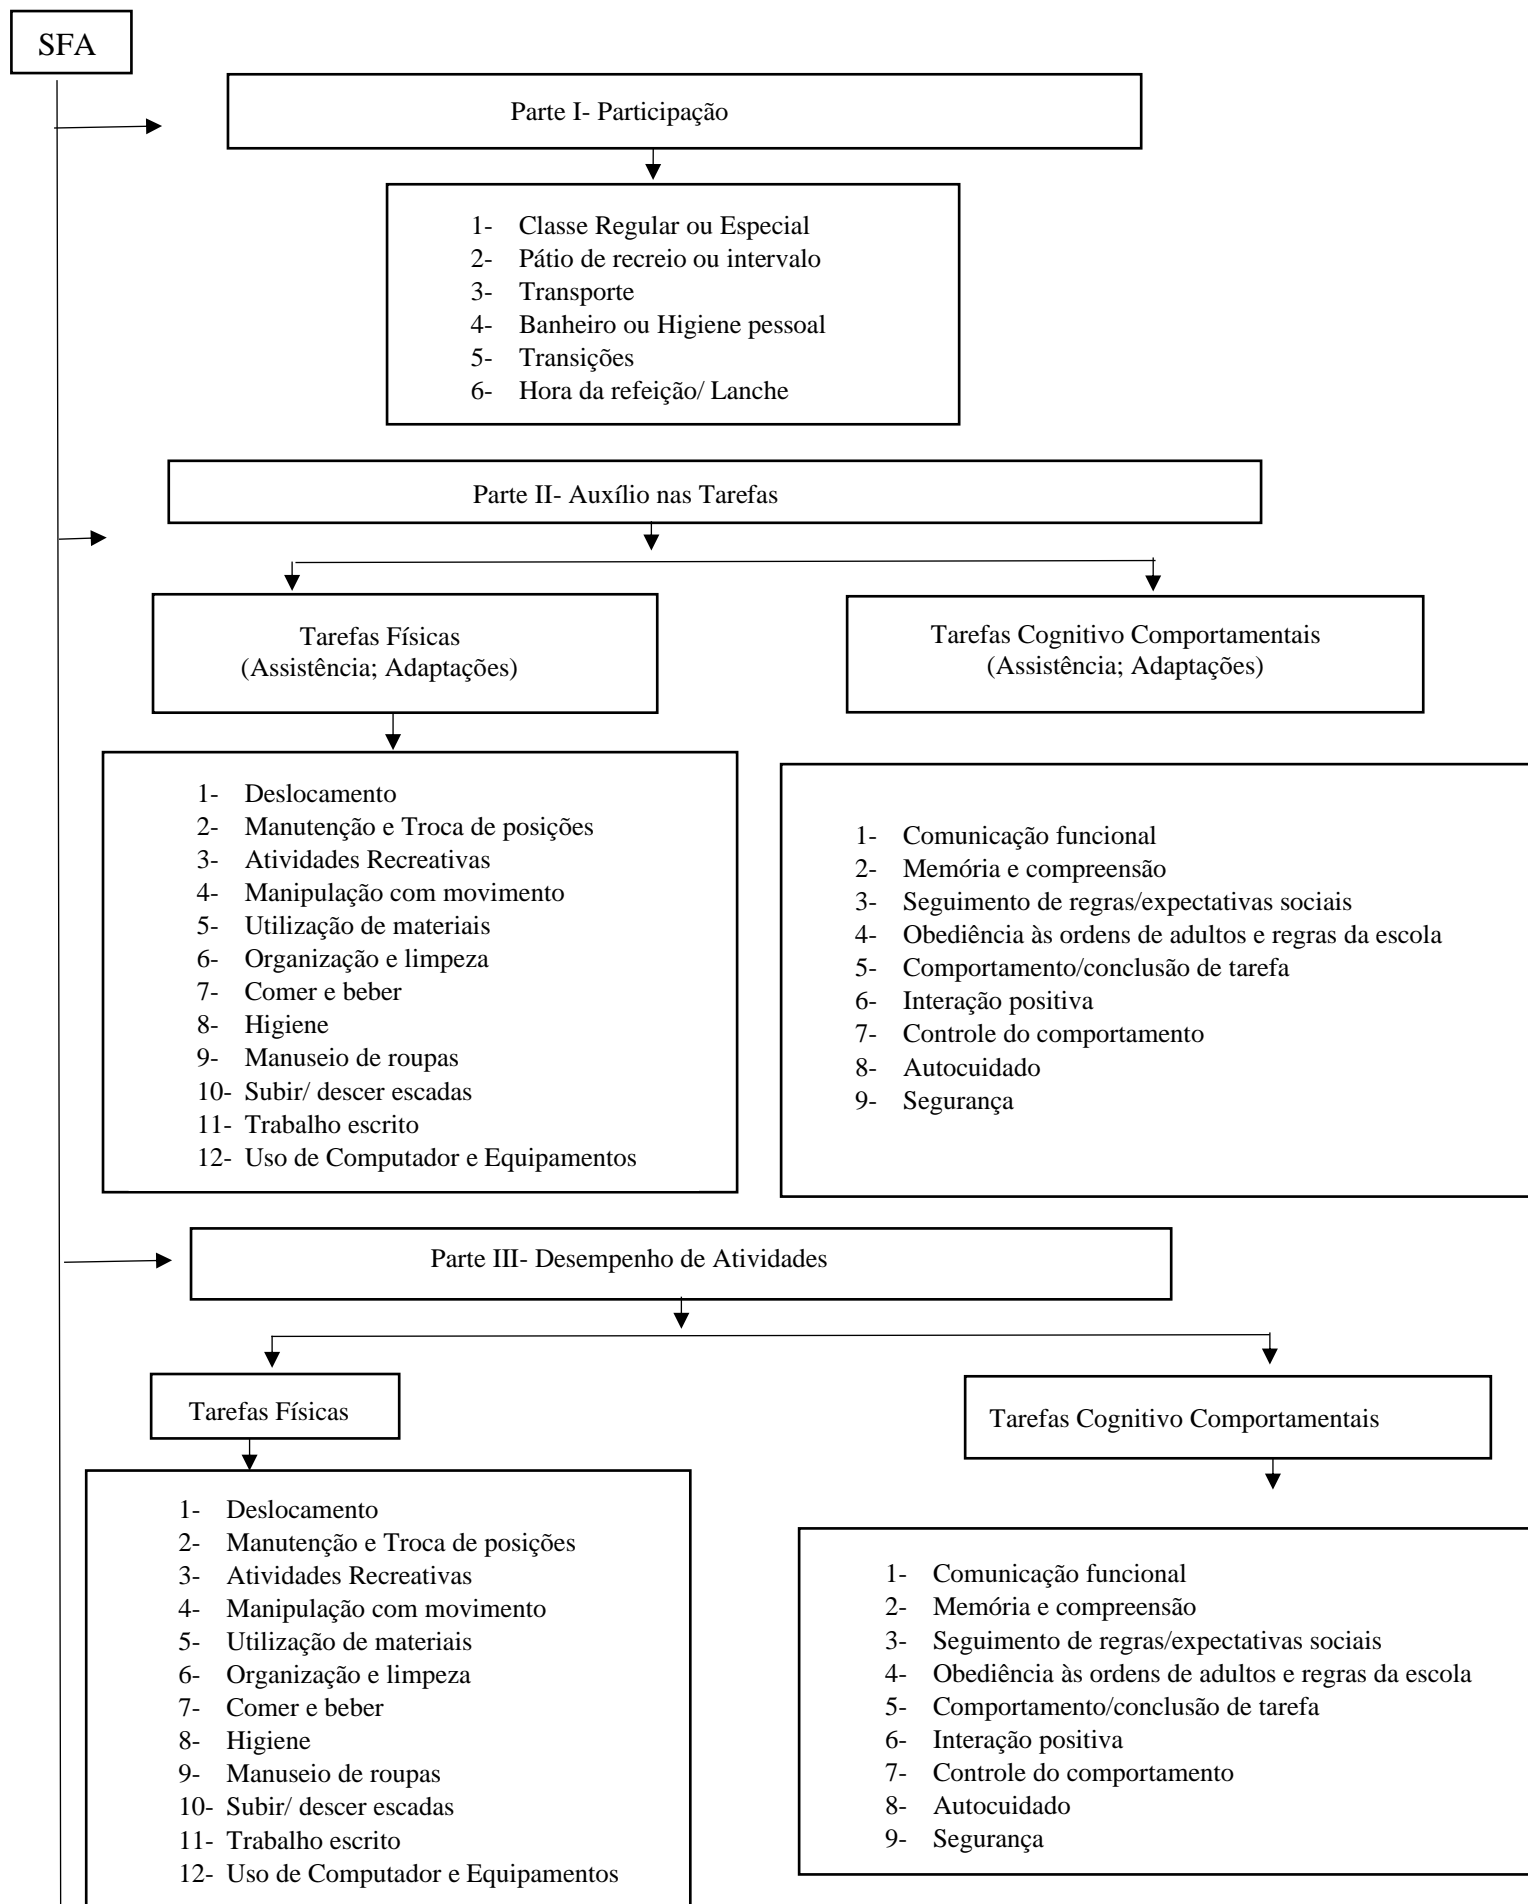 SFA
Parte I- Participação
1- Classe Regular ou Especial
2- Pátio de recreio ou intervalo
3- Transporte
4- Banheiro ou Higiene pessoal
5- Transições
6- Hora da refeição/ Lanche
Parte II- Auxílio nas Tarefas
Tarefas Físicas
(Assistência; Adaptações)
Tarefas Cognitivo Comportamentais
(Assistência; Adaptações)
1- Deslocamento
2- Manutenção e Troca de posições
3- Atividades Recreativas
4- Manipulação com movimento
5- Utilização de materiais
6- Organização e limpeza
7- Comer e beber
8- Higiene
9- Manuseio de roupas
10- Subir/ descer escadas
11- Trabalho escrito
12- Uso de Computador e Equipamentos
1- Comunicação funcional
2- Memória e compreensão
3- Seguimento de regras/expectativas sociais
4- Obediência às ordens de adultos e regras da escola
5- Comportamento/conclusão de tarefa
6- Interação positiva
7- Controle do comportamento
8- Autocuidado
9- Segurança
Parte III- Desempenho de Atividades
Tarefas Físicas
Tarefas Cognitivo Comportamentais
1- Deslocamento
2- Manutenção e Troca de posições
3- Atividades Recreativas
4- Manipulação com movimento
5- Utilização de materiais
6- Organização e limpeza
7- Comer e beber
8- Higiene
9- Manuseio de roupas
10- Subir/ descer escadas
11- Trabalho escrito
12- Uso de Computador e Equipamentos
1- Comunicação funcional
2- Memória e compreensão
3- Seguimento de regras/expectativas sociais
4- Obediência às ordens de adultos e regras da escola
5- Comportamento/conclusão de tarefa
6- Interação positiva
7- Controle do comportamento
8- Autocuidado
9- Segurança